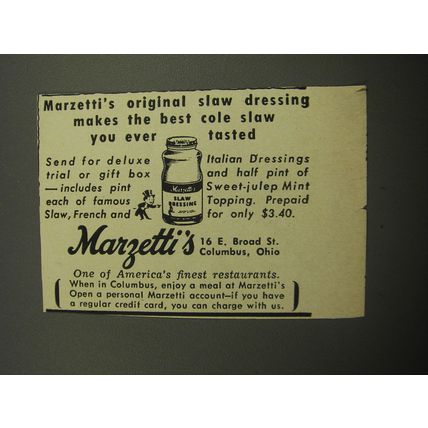 Marzetti's original slaw dressing
makes the best cole slaw
you ever tasted
Send for deluxe
trial or gift box
—includes pint
each of famous
Slaw, French and
Marzetti's
SLAW
DRESSING
Italian Dressings
and half pint of
Sweet-julep Mint
Topping. Prepaid
for only $3.40.
Marzetti's
16 E. Broad St.
Columbus, Ohio
One of America's finest restaurants.
When in Columbus, enjoy a meal at Marzetti's
Open a personal Marzetti account—if you have
a regular credit card, you can charge with us.